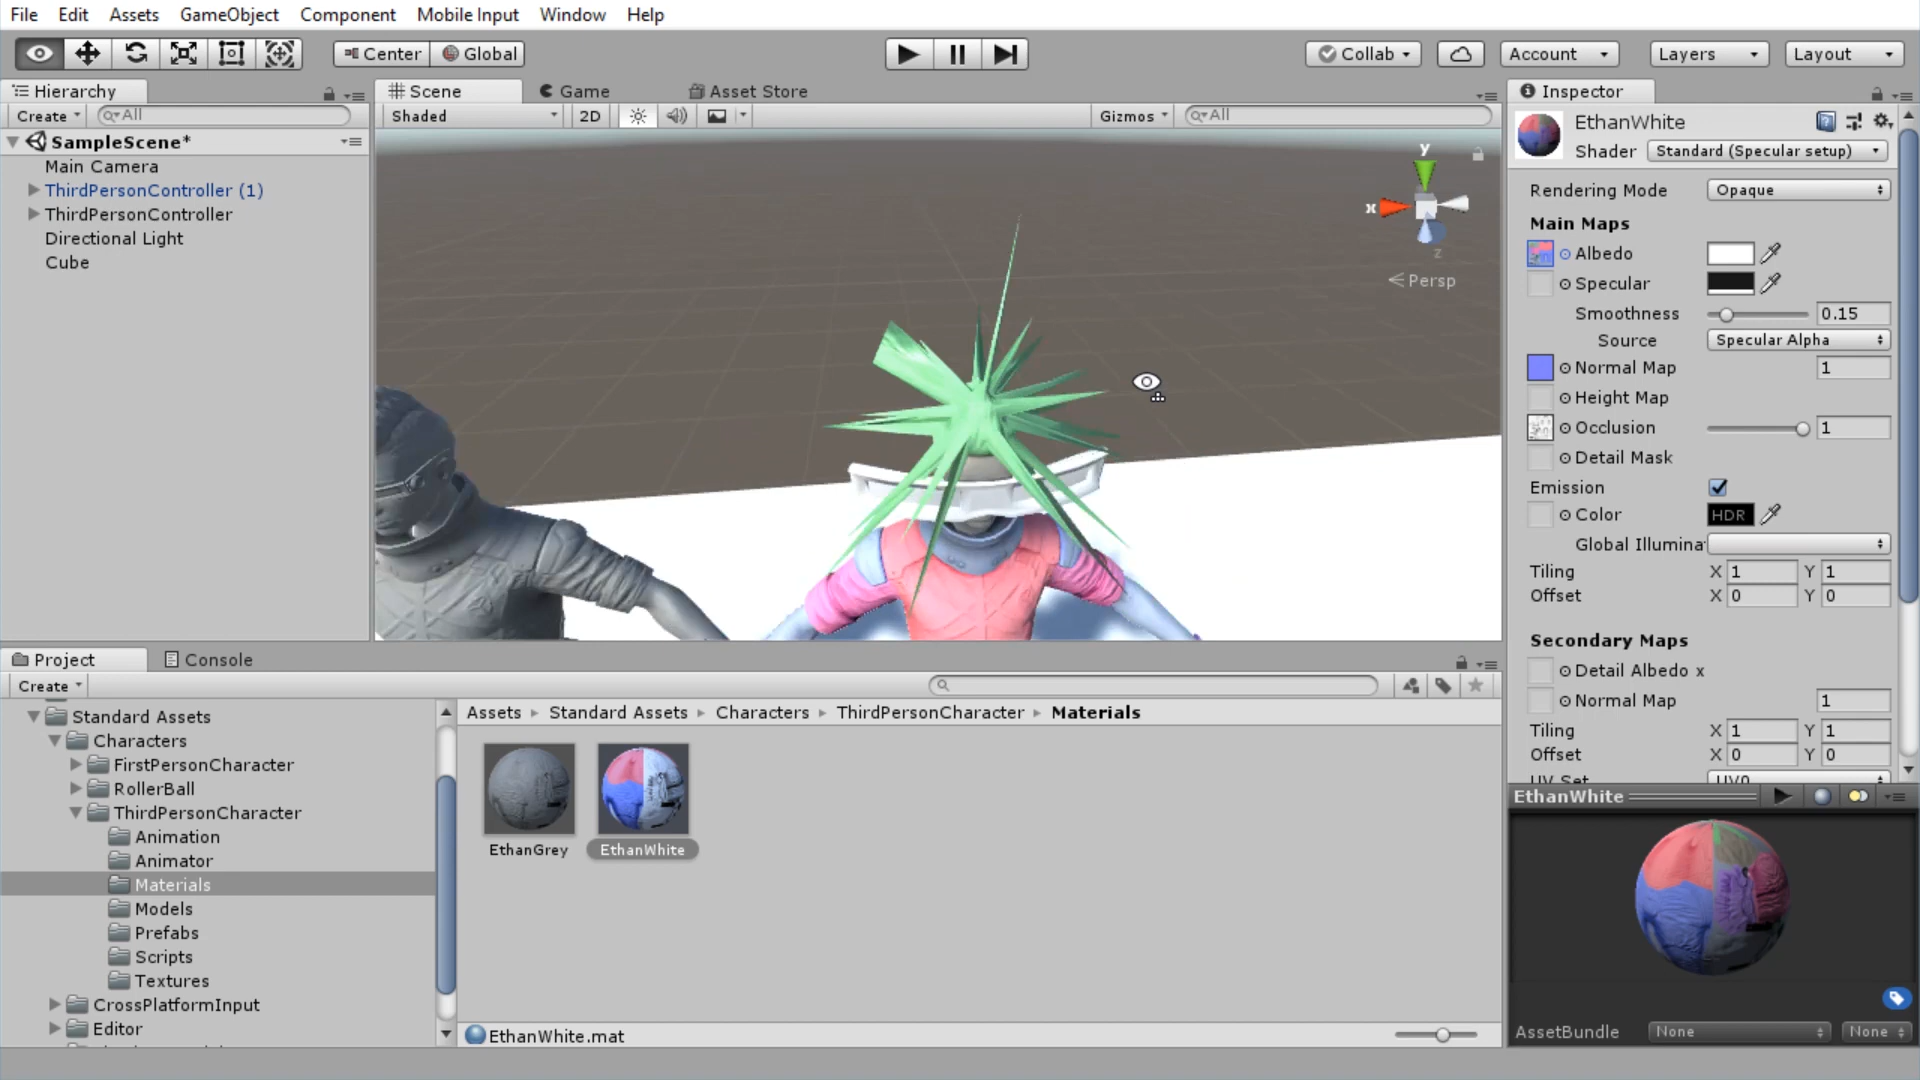 File Edit Assets GameObject Component Mobile Input Window Help
Center Global Collab Account Layers Layout
Hierarchy
Create All
SampleScene*
Main Camera
ThirdPersonController (1)
ThirdPersonController
Directional Light
Cube
Scene Game Asset Store
Shaded 2D Gizmos All
y
x
z
Persp
Inspector
EthanWhite
Shader Standard (Specular setup)
Rendering Mode Opaque
Main Maps
Albedo
Specular
Smoothness 0.15
Source Specular Alpha
Normal Map 1
Height Map
Occlusion 1
Detail Mask
Emission
Color HDR
Global Illumina
Tiling X 1 Y 1
Offset X 0 Y 0
Secondary Maps
Detail Albedo x
Normal Map 1
Tiling X 1 Y 1
Offset X 0 Y 0
UV Set UV0
EthanWhite
AssetBundle None None
Project Console
Create
Standard Assets
Characters
FirstPersonCharacter
RollerBall
ThirdPersonCharacter
Animation
Animator
Materials
Models
Prefabs
Scripts
Textures
CrossPlatformInput
Editor
Assets Standard Assets Characters ThirdPersonCharacter Materials
EthanGrey EthanWhite
EthanWhite.mat